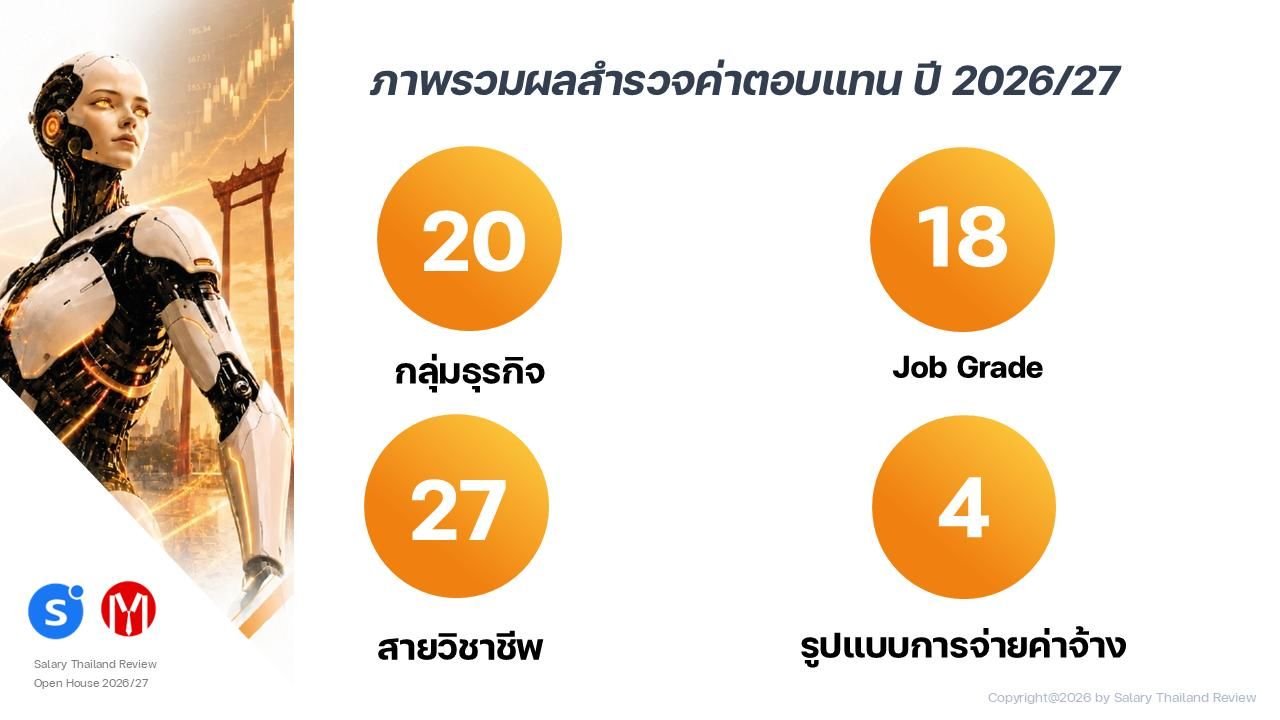 ภาพรวมผลสำรวจค่าตอบแทน ปี 2026/27
20
18
กลุ่มธุรกิจ
Job Grade
27
4
สายวิชาชีพ
รูปแบบการจ่ายค่าจ้าง
S
Salary Thailand Review
Open House 2026/27
Copyright@2026 by Salary Thailand Review